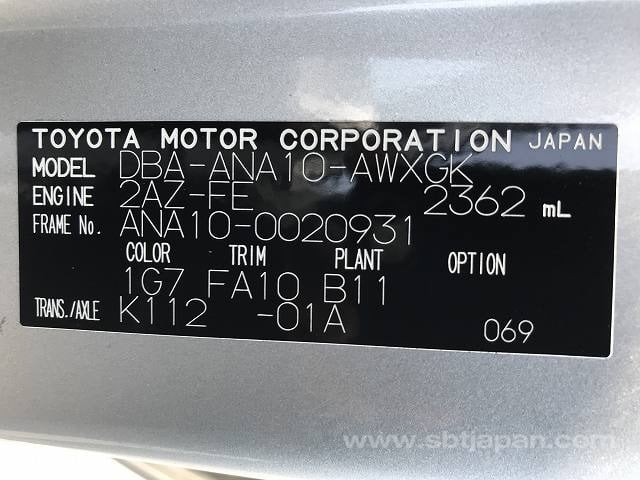 TOYOTA MOTOR CORPORATION JAPAN
MODEL DBA-ANA10-AWXGK
ENGINE 2AZ-FE 2362 mL
FRAME No. ANA10-0020931
COLOR TRIM PLANT OPTION
1G7 FA10 B11
TRANS./AXLE K112 -01A 069
www.sbtjapan.com